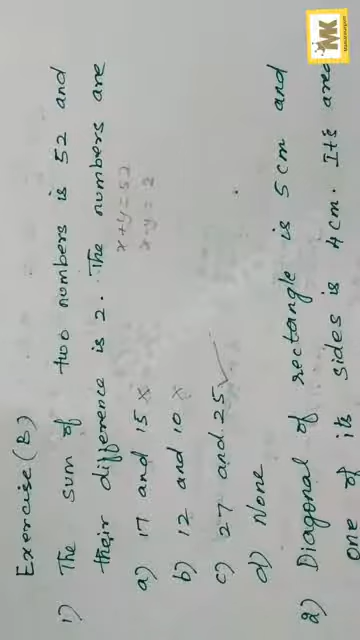 Exercise (B)
1) The sum of two numbers is 52 and
their difference is 2. The numbers are
x+y=52
x-y=2
a) 17 and 15 ×
b) 12 and 10 ×
c) 27 and 25 ✓
d) None
2) Diagonal of rectangle is 5 cm and
one of its sides is 4 cm. Its area
MK